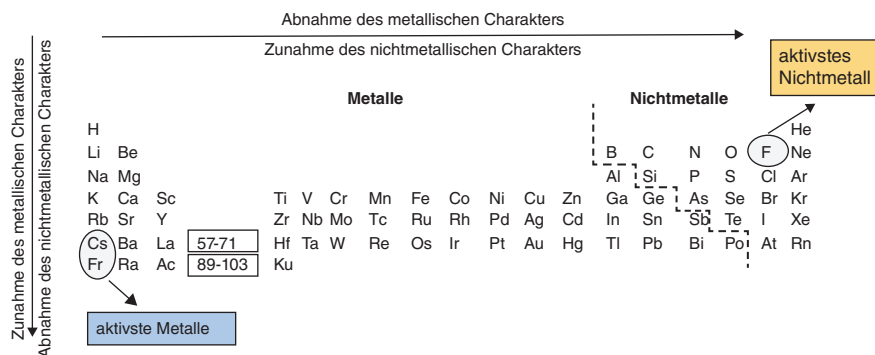 Abnahme des metallischen Charakters
Zunahme des nichtmetallischen Charakters
Zunahme des metallischen Charakters
Abnahme des nichtmetallischen Charakters
aktivstes
Nichtmetall
Metalle Nichtmetalle
H He
Li Be B C N O F Ne
Na Mg Al Si P S Cl Ar
K Ca Sc Ti V Cr Mn Fe Co Ni Cu Zn Ga Ge As Se Br Kr
Rb Sr Y Zr Nb Mo Tc Ru Rh Pd Ag Cd In Sn Sb Te I Xe
Cs Ba La 57-71 Hf Ta W Re Os Ir Pt Au Hg Tl Pb Bi Po At Rn
Fr Ra Ac 89-103 Ku
aktivste Metalle